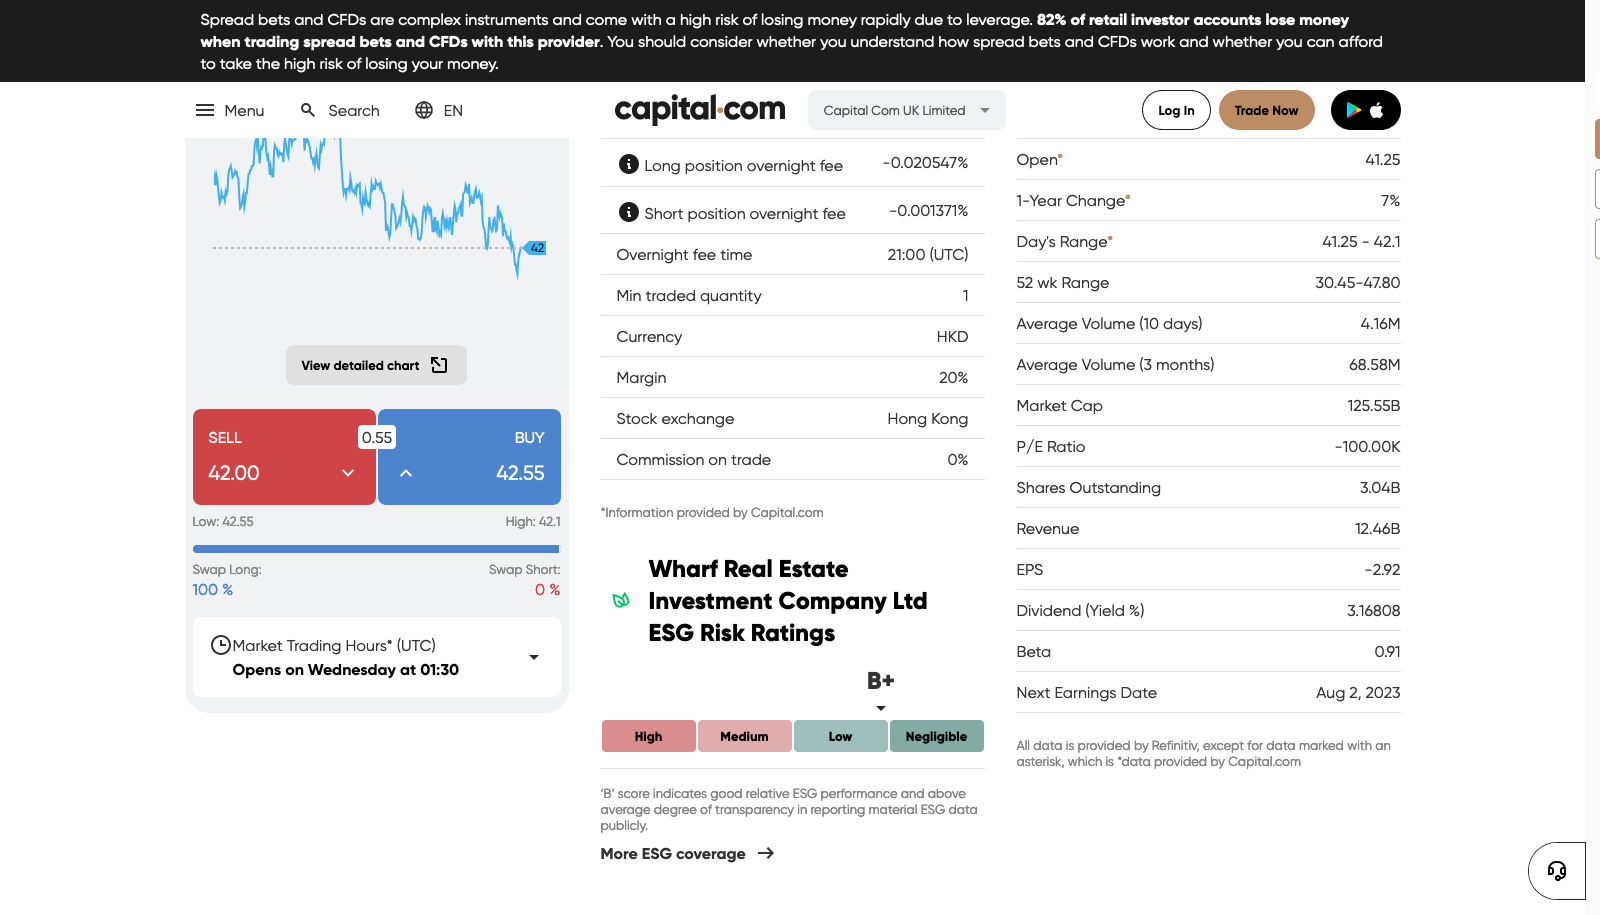 Spread bets and CFDs are complex instruments and come with a high risk of losing money rapidly due to leverage. 82% of retail investor accounts lose money
when trading spread bets and CFDs with this provider. You should consider whether you understand how spread bets and CFDs work and whether you can afford
to take the high risk of losing your money.
Menu
Search
EN
capital.com
Capital Com UK Limited
Log In
Trade Now
42
View detailed chart
SELL
0.55
BUY
42.00
42.55
Low: 42.55
High: 42.1
Swap Long:
Swap Short:
100 %
0 %
Market Trading Hours* (UTC)
Opens on Wednesday at 01:30
Long position overnight fee -0.020547%
Short position overnight fee -0.001371%
Overnight fee time 21:00 (UTC)
Min traded quantity 1
Currency HKD
Margin 20%
Stock exchange Hong Kong
Commission on trade 0%
*Information provided by Capital.com
Wharf Real Estate
Investment Company Ltd
ESG Risk Ratings
B+
High Medium Low Negligible
'B' score indicates good relative ESG performance and above
average degree of transparency in reporting material ESG data
publicly.
More ESG coverage
Open* 41.25
1-Year Change* 7%
Day's Range* 41.25 - 42.1
52 wk Range 30.45-47.80
Average Volume (10 days) 4.16M
Average Volume (3 months) 68.58M
Market Cap 125.55B
P/E Ratio -100.00K
Shares Outstanding 3.04B
Revenue 12.46B
EPS -2.92
Dividend (Yield %) 3.16808
Beta 0.91
Next Earnings Date Aug 2, 2023
All data is provided by Refinitiv, except for data marked with an
asterisk, which is *data provided by Capital.com